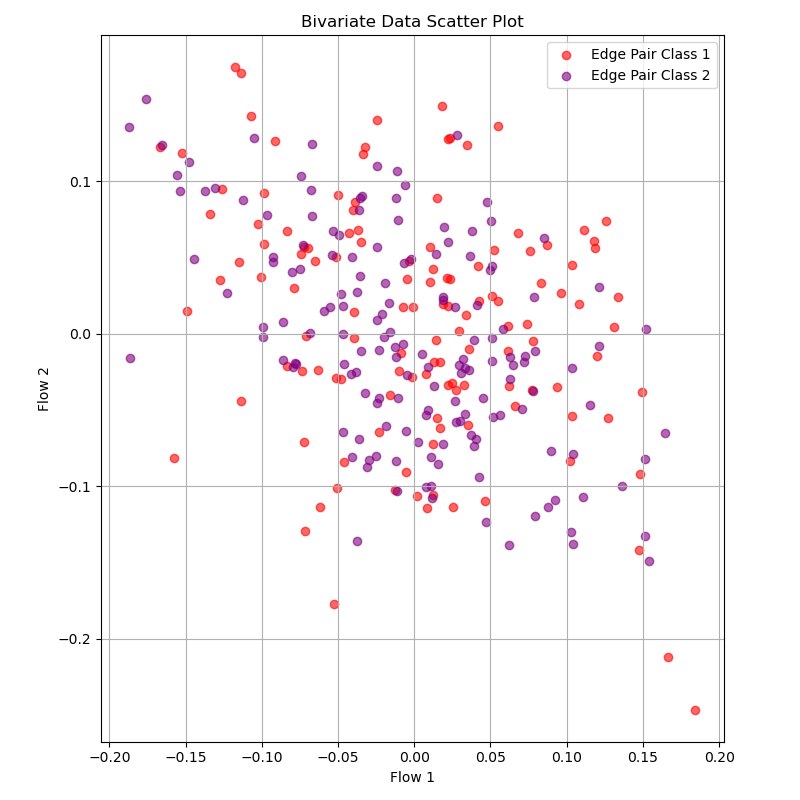 Bivariate Data Scatter Plot
Edge Pair Class 1
Edge Pair Class 2
0.1
0.0
−0.1
−0.2
Flow 2
−0.20 −0.15 −0.10 −0.05 0.00 0.05 0.10 0.15 0.20
Flow 1